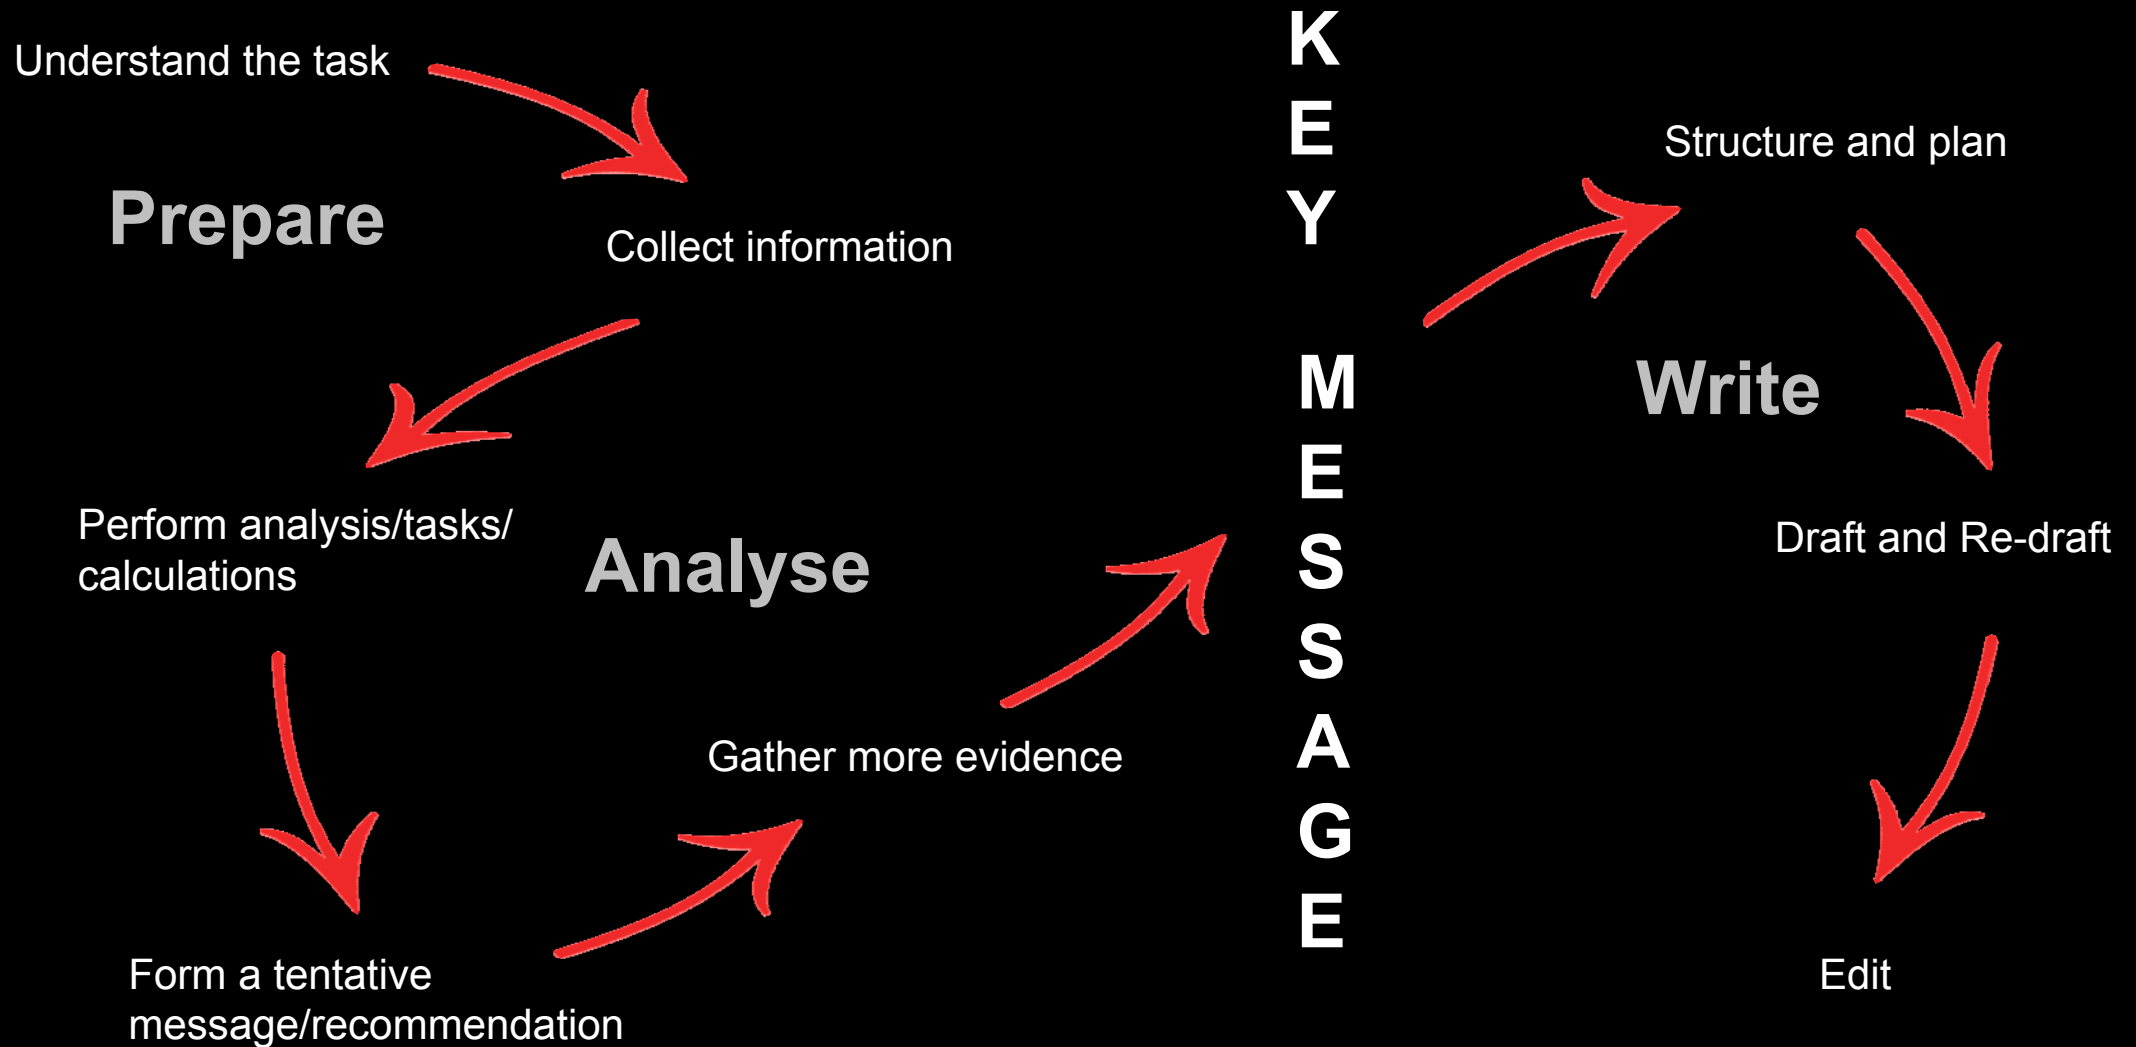 Understand the task
Prepare
Collect information
Perform analysis/tasks/
calculations
Analyse
Form a tentative
message/recommendation
Gather more evidence
K
E
Y
M
E
S
S
A
G
E
Structure and plan
Write
Draft and Re-draft
Edit